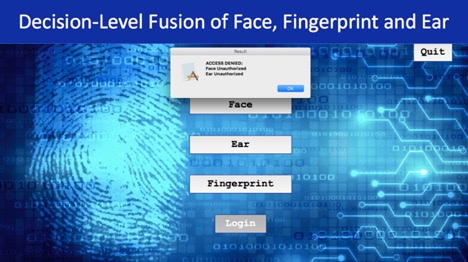 Decision-Level Fusion of Face, Fingerprint and Ear
Quit
Result
ACCESS DENIED:
Face Unauthorized
Ear Unauthorized
OK
Face
Ear
Fingerprint
Login